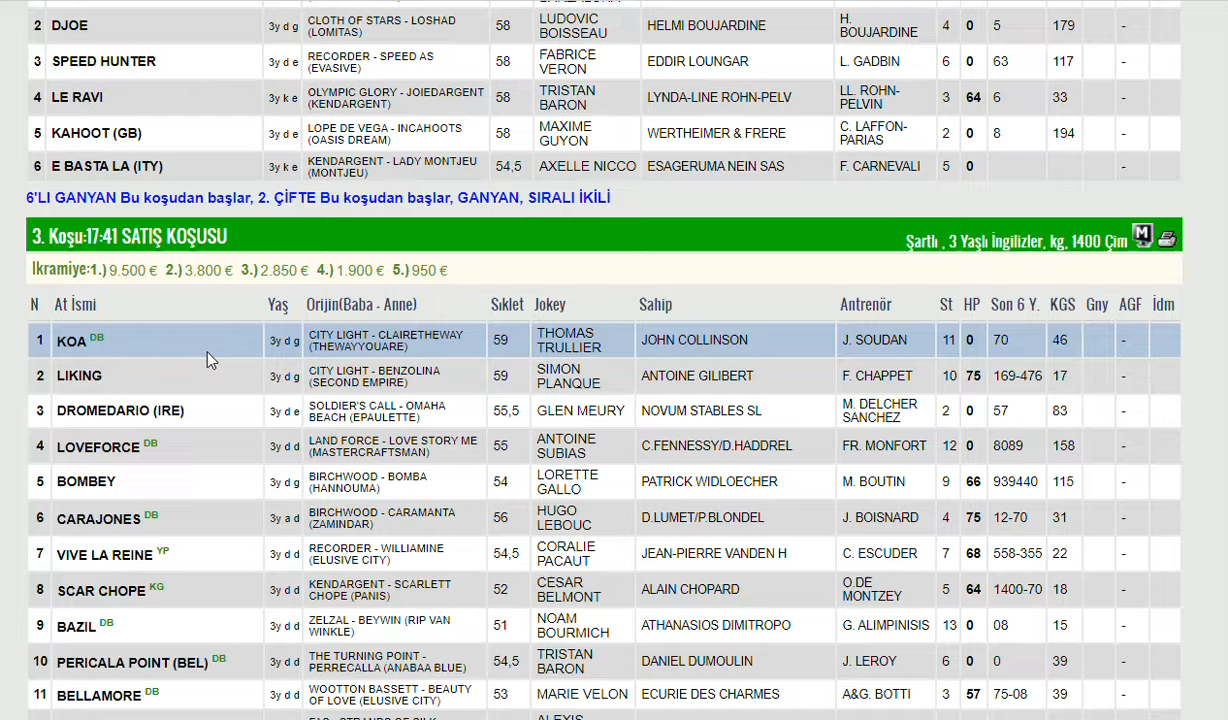 2 DJOE 3y d g CLOTH OF STARS - LOSHAD (LOMITAS) 58 LUDOVIC BOISSEAU HELMI BOUJARDINE H. BOUJARDINE 4 0 5 179 -
3 SPEED HUNTER 3y d e RECORDER - SPEED AS (EVASIVE) 58 FABRICE VERON EDDIR LOUNGAR L. GADBIN 6 0 63 117 -
4 LE RAVI 3y k e OLYMPIC GLORY - JOIEDARGENT (KENDARGENT) 58 TRISTAN BARON LYNDA-LINE ROHN-PELV LL. ROHN-PELVIN 3 64 6 33 -
5 KAHOOT (GB) 3y d e LOPE DE VEGA - INCAHOOTS (OASIS DREAM) 58 MAXIME GUYON WERTHEIMER & FRERE C. LAFFON-PARIAS 2 0 8 194 -
6 E BASTA LA (ITY) 3y k e KENDARGENT - LADY MONTJEU (MONTJEU) 54,5 AXELLE NICCO ESAGERUMA NEIN SAS F. CARNEVALI 5 0 -
6'LI GANYAN Bu koşudan başlar, 2. ÇİFTE Bu koşudan başlar, GANYAN, SIRALI İKİLİ
3. Koşu:17:41 SATIŞ KOŞUSU Şartlı , 3 Yaşlı İngilizler, kg, 1400 Çim M
İkramiye:1.) 9.500 € 2.) 3.800 € 3.) 2.850 € 4.) 1.900 € 5.) 950 €
N At İsmi Yaş Orijin(Baba - Anne) Sıklet Jokey Sahip Antrenör St HP Son 6 Y. KGS Gny AGF İdm
1 KOA DB 3y d g CITY LIGHT - CLAIRETHEWAY (THEWAYYOUARE) 59 THOMAS TRULLIER JOHN COLLINSON J. SOUDAN 11 0 70 46 -
2 LIKING 3y d g CITY LIGHT - BENZOLINA (SECOND EMPIRE) 59 SIMON PLANQUE ANTOINE GILIBERT F. CHAPPET 10 75 169-476 17 -
3 DROMEDARIO (IRE) 3y d e SOLDIER'S CALL - OMAHA BEACH (EPAULETTE) 55,5 GLEN MEURY NOVUM STABLES SL M. DELCHER SANCHEZ 2 0 57 83 -
4 LOVEFORCE DB 3y d d LAND FORCE - LOVE STORY ME (MASTERCRAFTSMAN) 55 ANTOINE SUBIAS C.FENNESSY/D.HADDREL FR. MONFORT 12 0 8089 158 -
5 BOMBEY 3y d g BIRCHWOOD - BOMBA (HANNOUMA) 54 LORETTE GALLO PATRICK WIDLOECHER M. BOUTIN 9 66 939440 115 -
6 CARAJONES DB 3y a d BIRCHWOOD - CARAMANTA (ZAMINDAR) 56 HUGO LEBOUC D.LUMET/P.BLONDEL J. BOISNARD 4 75 12-70 31 -
7 VIVE LA REINE YP 3y d d RECORDER - WILLIAMINE (ELUSIVE CITY) 54,5 CORALIE PACAUT JEAN-PIERRE VANDEN H C. ESCUDER 7 68 558-355 22 -
8 SCAR CHOPE KG 3y d d KENDARGENT - SCARLETT CHOPE (PANIS) 52 CESAR BELMONT ALAIN CHOPARD O.DE MONTZEY 5 64 1400-70 18 -
9 BAZIL DB 3y d d ZELZAL - BEYWIN (RIP VAN WINKLE) 51 NOAM BOURMICH ATHANASIOS DIMITROPO G. ALIMPINISIS 13 0 08 15 -
10 PERICALA POINT (BEL) DB 3y d d THE TURNING POINT - PERRECALLA (ANABAA BLUE) 54,5 TRISTAN BARON DANIEL DUMOULIN J. LEROY 6 0 0 39 -
11 BELLAMORE DB 3y d d WOOTTON BASSETT - BEAUTY OF LOVE (ELUSIVE CITY) 53 MARIE VELON ECURIE DES CHARMES A&G. BOTTI 3 57 75-08 39 -